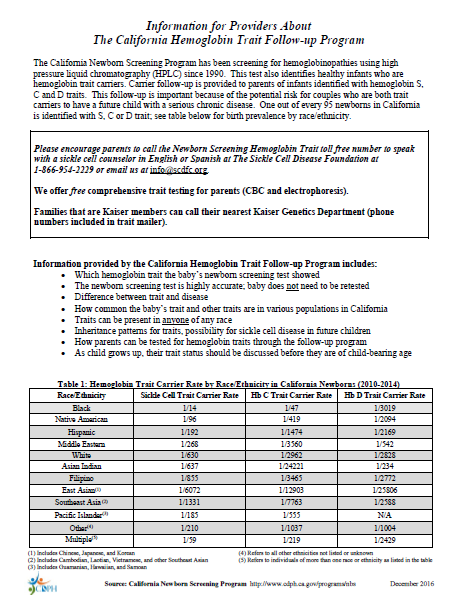 Information for Providers About
The California Hemoglobin Trait Follow-up Program
The California Newborn Screening Program has been screening for hemoglobinopathies using high
pressure liquid chromatography (HPLC) since 1990. This test also identifies healthy infants who are
hemoglobin trait carriers. Carrier follow-up is provided to parents of infants identified with hemoglobin S,
C and D traits. This follow-up is important because of the potential risk for couples who are both trait
carriers to have a future child with a serious chronic disease. One out of every 95 newborns in California
is identified with S, C or D trait; see table below for birth prevalence by race/ethnicity.
Please encourage parents to call the Newborn Screening Hemoglobin Trait toll free number to speak
with a sickle cell counselor in English or Spanish at The Sickle Cell Disease Foundation at
1-866-954-2229 or email us at info@scdfc.org.
We offer free comprehensive trait testing for parents (CBC and electrophoresis).
Families that are Kaiser members can call their nearest Kaiser Genetics Department (phone
numbers included in trait mailer).
Information provided by the California Hemoglobin Trait Follow-up Program includes:
• Which hemoglobin trait the baby's newborn screening test showed
• The newborn screening test is highly accurate; baby does not need to be retested
• Difference between trait and disease
• How common the baby's trait and other traits are in various populations in California
• Traits can be present in anyone of any race
• Inheritance patterns for traits, possibility for sickle cell disease in future children
• How parents can be tested for hemoglobin traits through the follow-up program
• As child grows up, their trait status should be discussed before they are of child-bearing age
Table 1: Hemoglobin Trait Carrier Rate by Race/Ethnicity in California Newborns (2010-2014)
Race/Ethnicity Sickle Cell Trait Carrier Rate Hb C Trait Carrier Rate Hb D Trait Carrier Rate
Black 1/14 1/47 1/3019
Native American 1/96 1/419 1/2094
Hispanic 1/192 1/1474 1/2169
Middle Eastern 1/268 1/3560 1/542
White 1/630 1/2962 1/2828
Asian Indian 1/637 1/24221 1/234
Filipino 1/855 1/3465 1/2772
East Asian(1) 1/6072 1/12903 1/25806
Southeast Asia (2) 1/1331 1/7763 1/2588
Pacific Islander(3) 1/185 1/555 N/A
Other(4) 1/210 1/1037 1/1004
Multiple(5) 1/59 1/219 1/2429
(1) Includes Chinese, Japanese, and Korean (4) Refers to all other ethnicities not listed or unknown
(2) Includes Cambodian, Laotian, Vietnamese, and other Southeast Asian (5) Refers to individuals of more than one race or ethnicity as listed in the table
(3) Includes Guamanian, Hawaiian, and Samoan
CDPH Source: California Newborn Screening Program http://www.cdph.ca.gov/programs/nbs December 2016